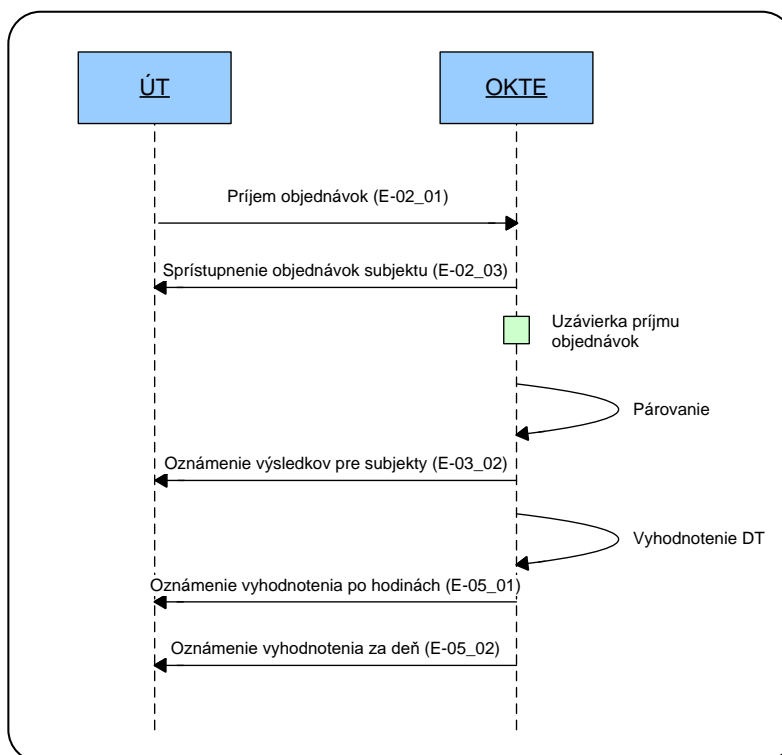 ÚT
OKTE
Príjem objednávok (E-02_01)
Sprístupnenie objednávok subjektu (E-02_03)
Uzávierka príjmu
objednávok
Párovanie
Oznámenie výsledkov pre subjekty (E-03_02)
Vyhodnotenie DT
Oznámenie vyhodnotenia po hodinách (E-05_01)
Oznámenie vyhodnotenia za deň (E-05_02)